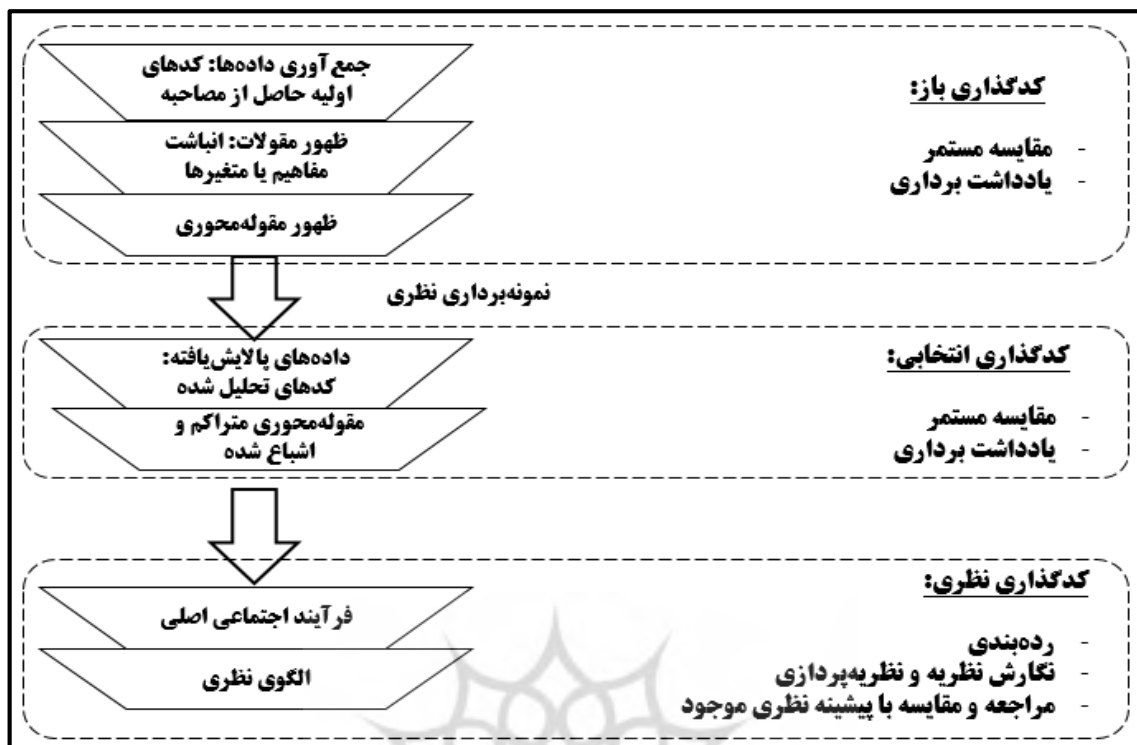 جمع‌آوری داده‌ها: کدهای
اولیه حاصل از مصاحبه
ظهور مقولات: انباشت
مفاهیم یا متغیرها
ظهور مقوله‌محوری
کدگذاری باز:
- مقایسه مستمر
- یادداشت برداری
نمونه‌برداری نظری
داده‌های پالایش‌یافته:
کدهای تحلیل شده
مقوله‌محوری متراکم و
اشباع شده
کدگذاری انتخابی:
- مقایسه مستمر
- یادداشت برداری
فرآیند اجتماعی اصلی
الگوی نظری
کدگذاری نظری:
- رده‌بندی
- نگارش نظریه و نظریه‌پردازی
- مراجعه و مقایسه با پیشینه نظری موجود